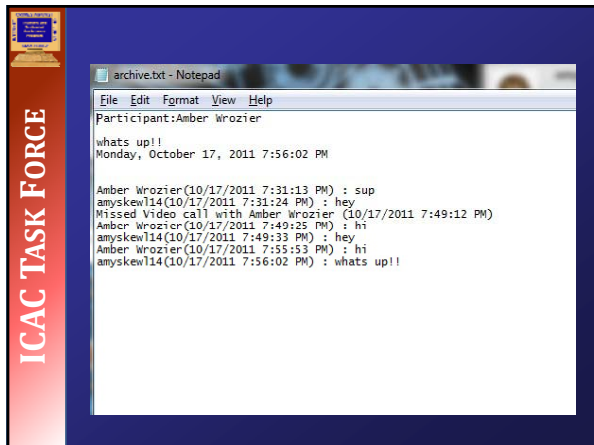 archive.txt - Notepad
File Edit Format View Help
Participant:Amber Wrozier
whats up!!
Monday, October 17, 2011 7:56:02 PM
Amber Wrozier(10/17/2011 7:31:13 PM) : sup
amyskewl14(10/17/2011 7:31:24 PM) : hey
Missed Video call with Amber Wrozier (10/17/2011 7:49:12 PM)
Amber Wrozier(10/17/2011 7:49:25 PM) : hi
amyskewl14(10/17/2011 7:49:33 PM) : hey
Amber Wrozier(10/17/2011 7:55:53 PM) : hi
amyskewl14(10/17/2011 7:56:02 PM) : whats up!!
ICAC TASK FORCE